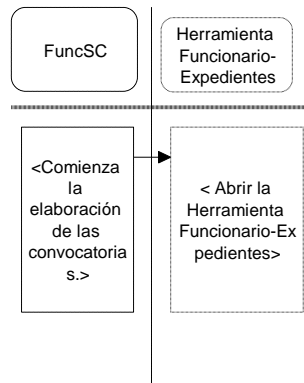 FuncSC
Herramienta
Funcionario-
Expedientes
<Comienza
la
elaboración
de las
convocatoria
s.>
< Abrir la
Herramienta
Funcionario-Ex
pedientes>